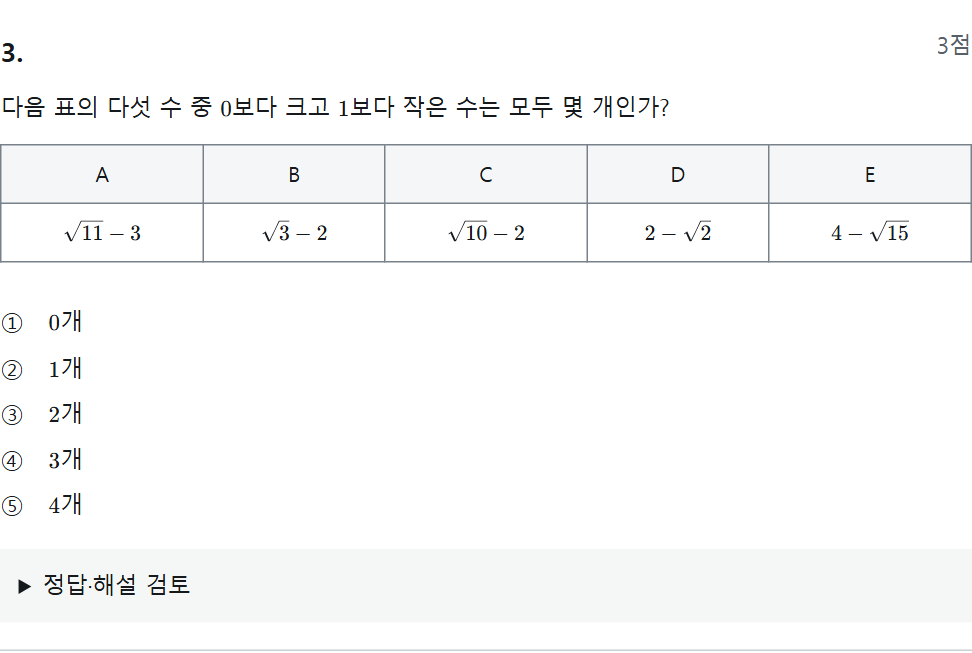 3점
3.
다음 표의 다섯 수 중 0보다 크고 1보다 작은 수는 모두 몇 개인가?
A B C D E
√11 − 3 √3 − 2 √10 − 2 2 − √2 4 − √15
① 0개
② 1개
③ 2개
④ 3개
⑤ 4개
▶ 정답·해설 검토